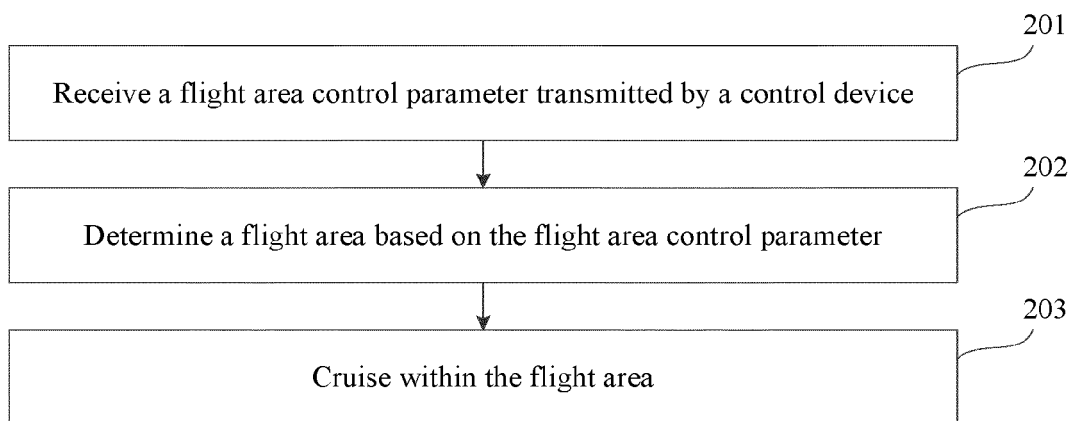 201
Receive a flight area control parameter transmitted by a control device
202
Determine a flight area based on the flight area control parameter
203
Cruise within the flight area